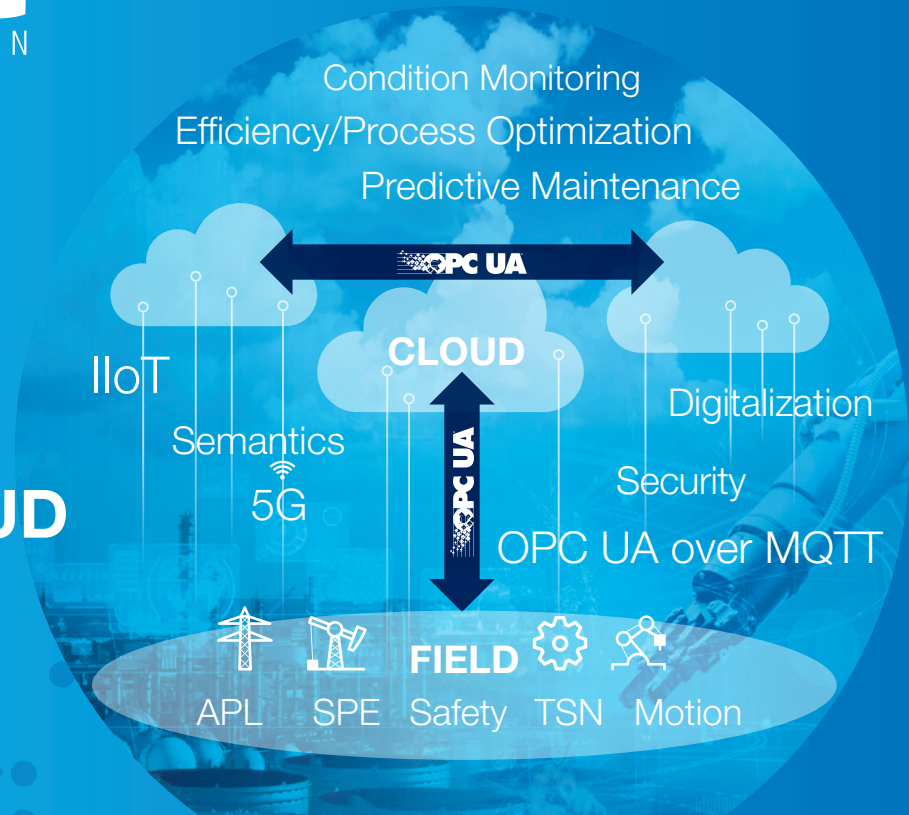 N
Condition Monitoring
Efficiency/Process Optimization
Predictive Maintenance
OPC UA
CLOUD
IIoT
Digitalization
Semantics
OPC UA
Security
5G
UD
OPC UA over MQTT
FIELD
APL SPE Safety TSN Motion